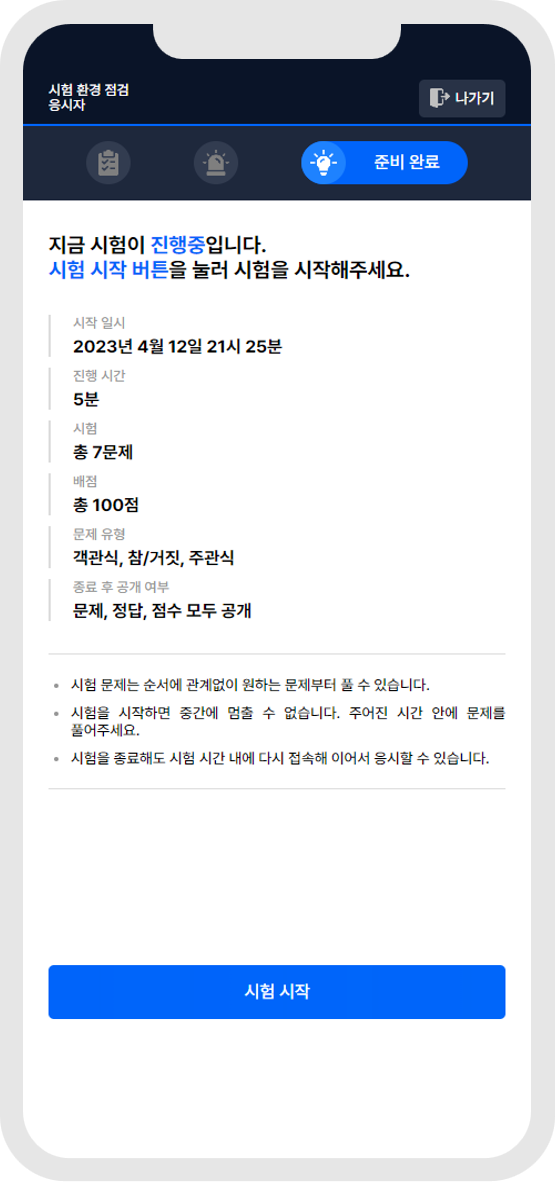 시험 환경 점검
응시자
나가기
준비 완료
지금 시험이 진행중입니다.
시험 시작 버튼을 눌러 시험을 시작해주세요.
시작 일시
2023년 4월 12일 21시 25분
진행 시간
5분
시험
총 7문제
배점
총 100점
문제 유형
객관식, 참/거짓, 주관식
종료 후 공개 여부
문제, 정답, 점수 모두 공개
• 시험 문제는 순서에 관계없이 원하는 문제부터 풀 수 있습니다.
• 시험을 시작하면 중간에 멈출 수 없습니다. 주어진 시간 안에 문제를
풀어주세요.
• 시험을 종료해도 시험 시간 내에 다시 접속해 이어서 응시할 수 있습니다.
시험 시작